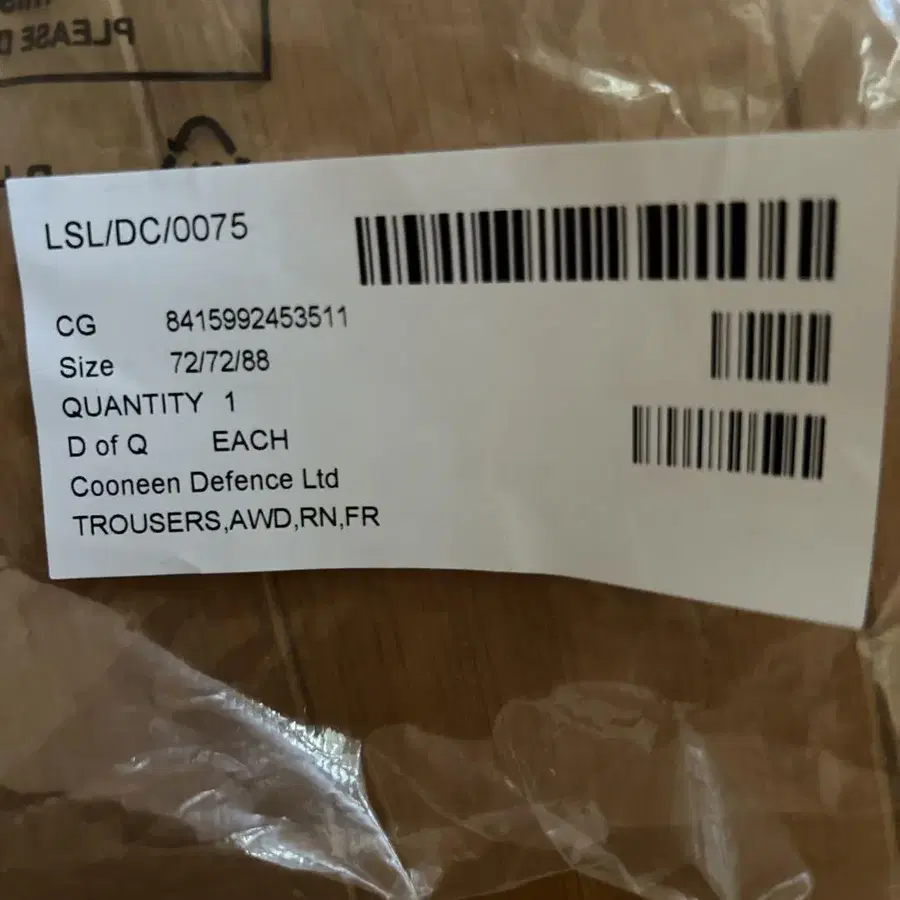 PLEASE D
LSL/DC/0075
CG 8415992453511
Size 72/72/88
QUANTITY 1
D of Q EACH
Cooneen Defence Ltd
TROUSERS,AWD,RN,FR